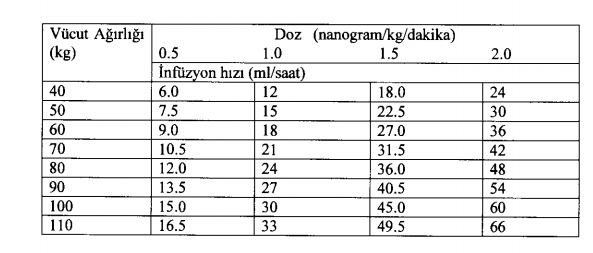 Vücut Ağırlığı Doz (nanogram/kg/dakika)
(kg) 0.5 1.0 1.5 2.0
İnfüzyon hızı (ml/saat)
40 6.0 12 18.0 24
50 7.5 15 22.5 30
60 9.0 18 27.0 36
70 10.5 21 31.5 42
80 12.0 24 36.0 48
90 13.5 27 40.5 54
100 15.0 30 45.0 60
110 16.5 33 49.5 66